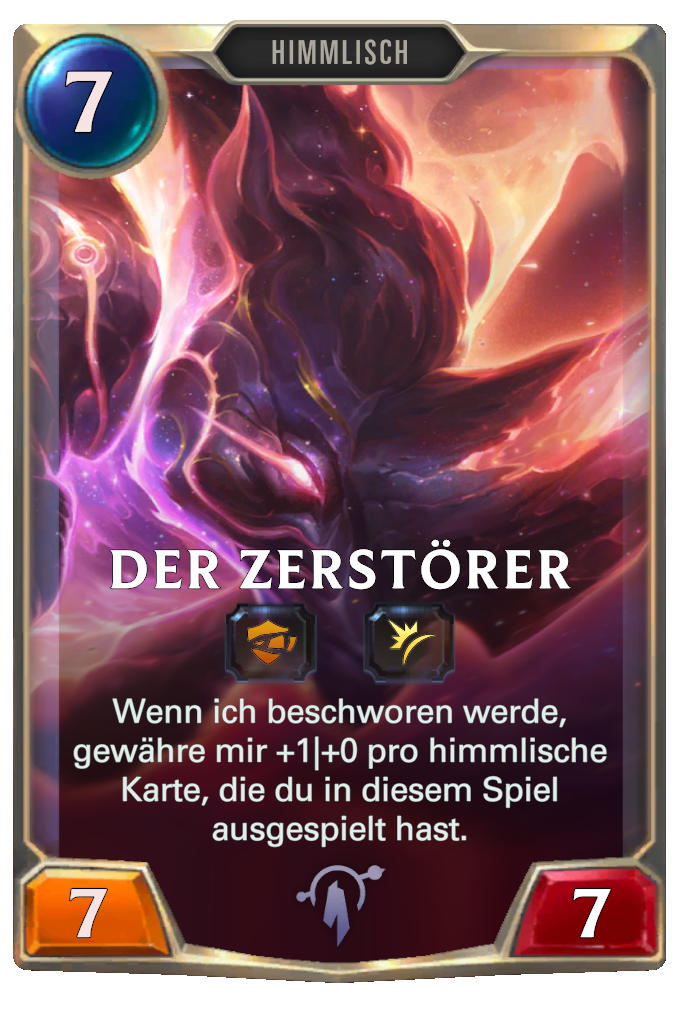 HIMMLISCH
7
DER ZERSTÖRER
Wenn ich beschworen werde,
gewähre mir +1|+0 pro himmlische
Karte, die du in diesem Spiel
ausgespielt hast.
7
7